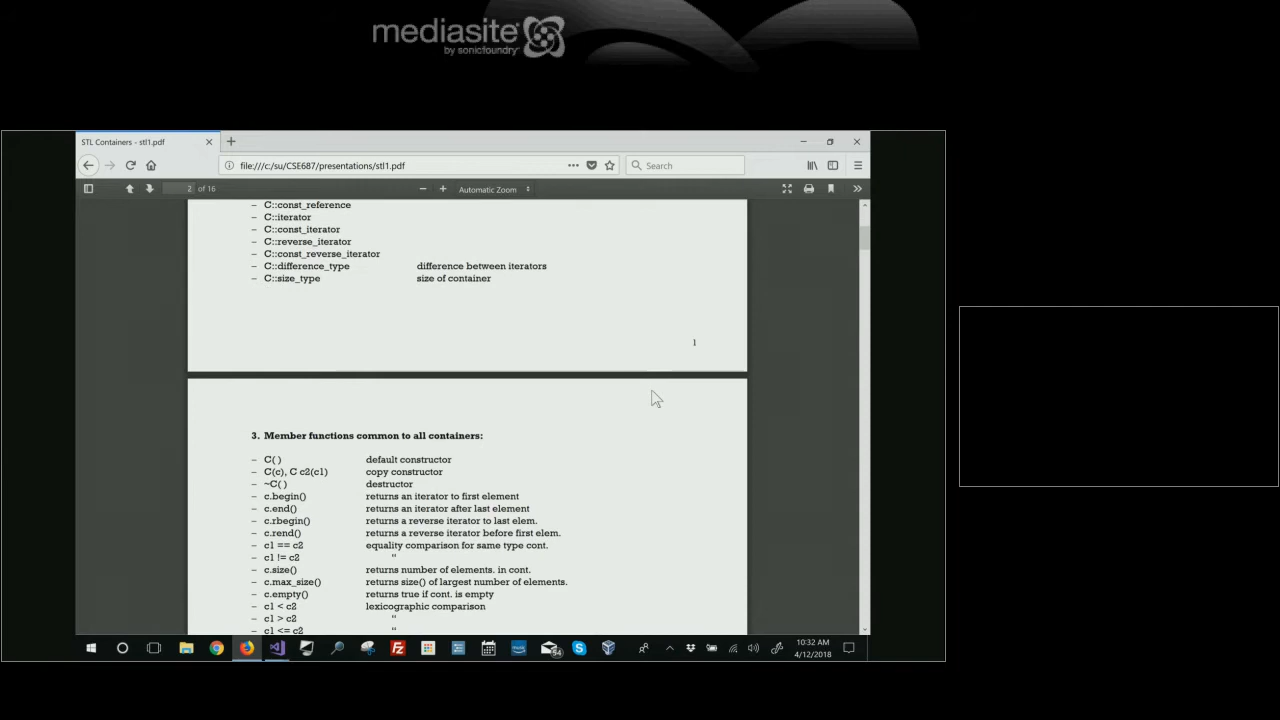 mediasite
by sonicfoundry
STL Containers - stl1.pdf
file:///c:/su/CSE687/presentations/stl1.pdf
Search
2 of 16
Automatic Zoom
– C::const_reference
– C::iterator
– C::const_iterator
– C::reverse_iterator
– C::const_reverse_iterator
– C::difference_type difference between iterators
– C::size_type size of container
1
3. Member functions common to all containers:
– C( ) default constructor
– C(c), C c2(c1) copy constructor
– ~C( ) destructor
– c.begin() returns an iterator to first element
– c.end() returns an iterator after last element
– c.rbegin() returns a reverse iterator to last elem.
– c.rend() returns a reverse iterator before first elem.
– c1 == c2 equality comparison for same type cont.
– c1 != c2 “
– c.size() returns number of elements. in cont.
– c.max_size() returns size() of largest number of elements.
– c.empty() returns true if cont. is empty
– c1 < c2 lexicographic comparison
– c1 > c2 “
– c1 <= c2 “
54
10:32 AM
4/12/2018